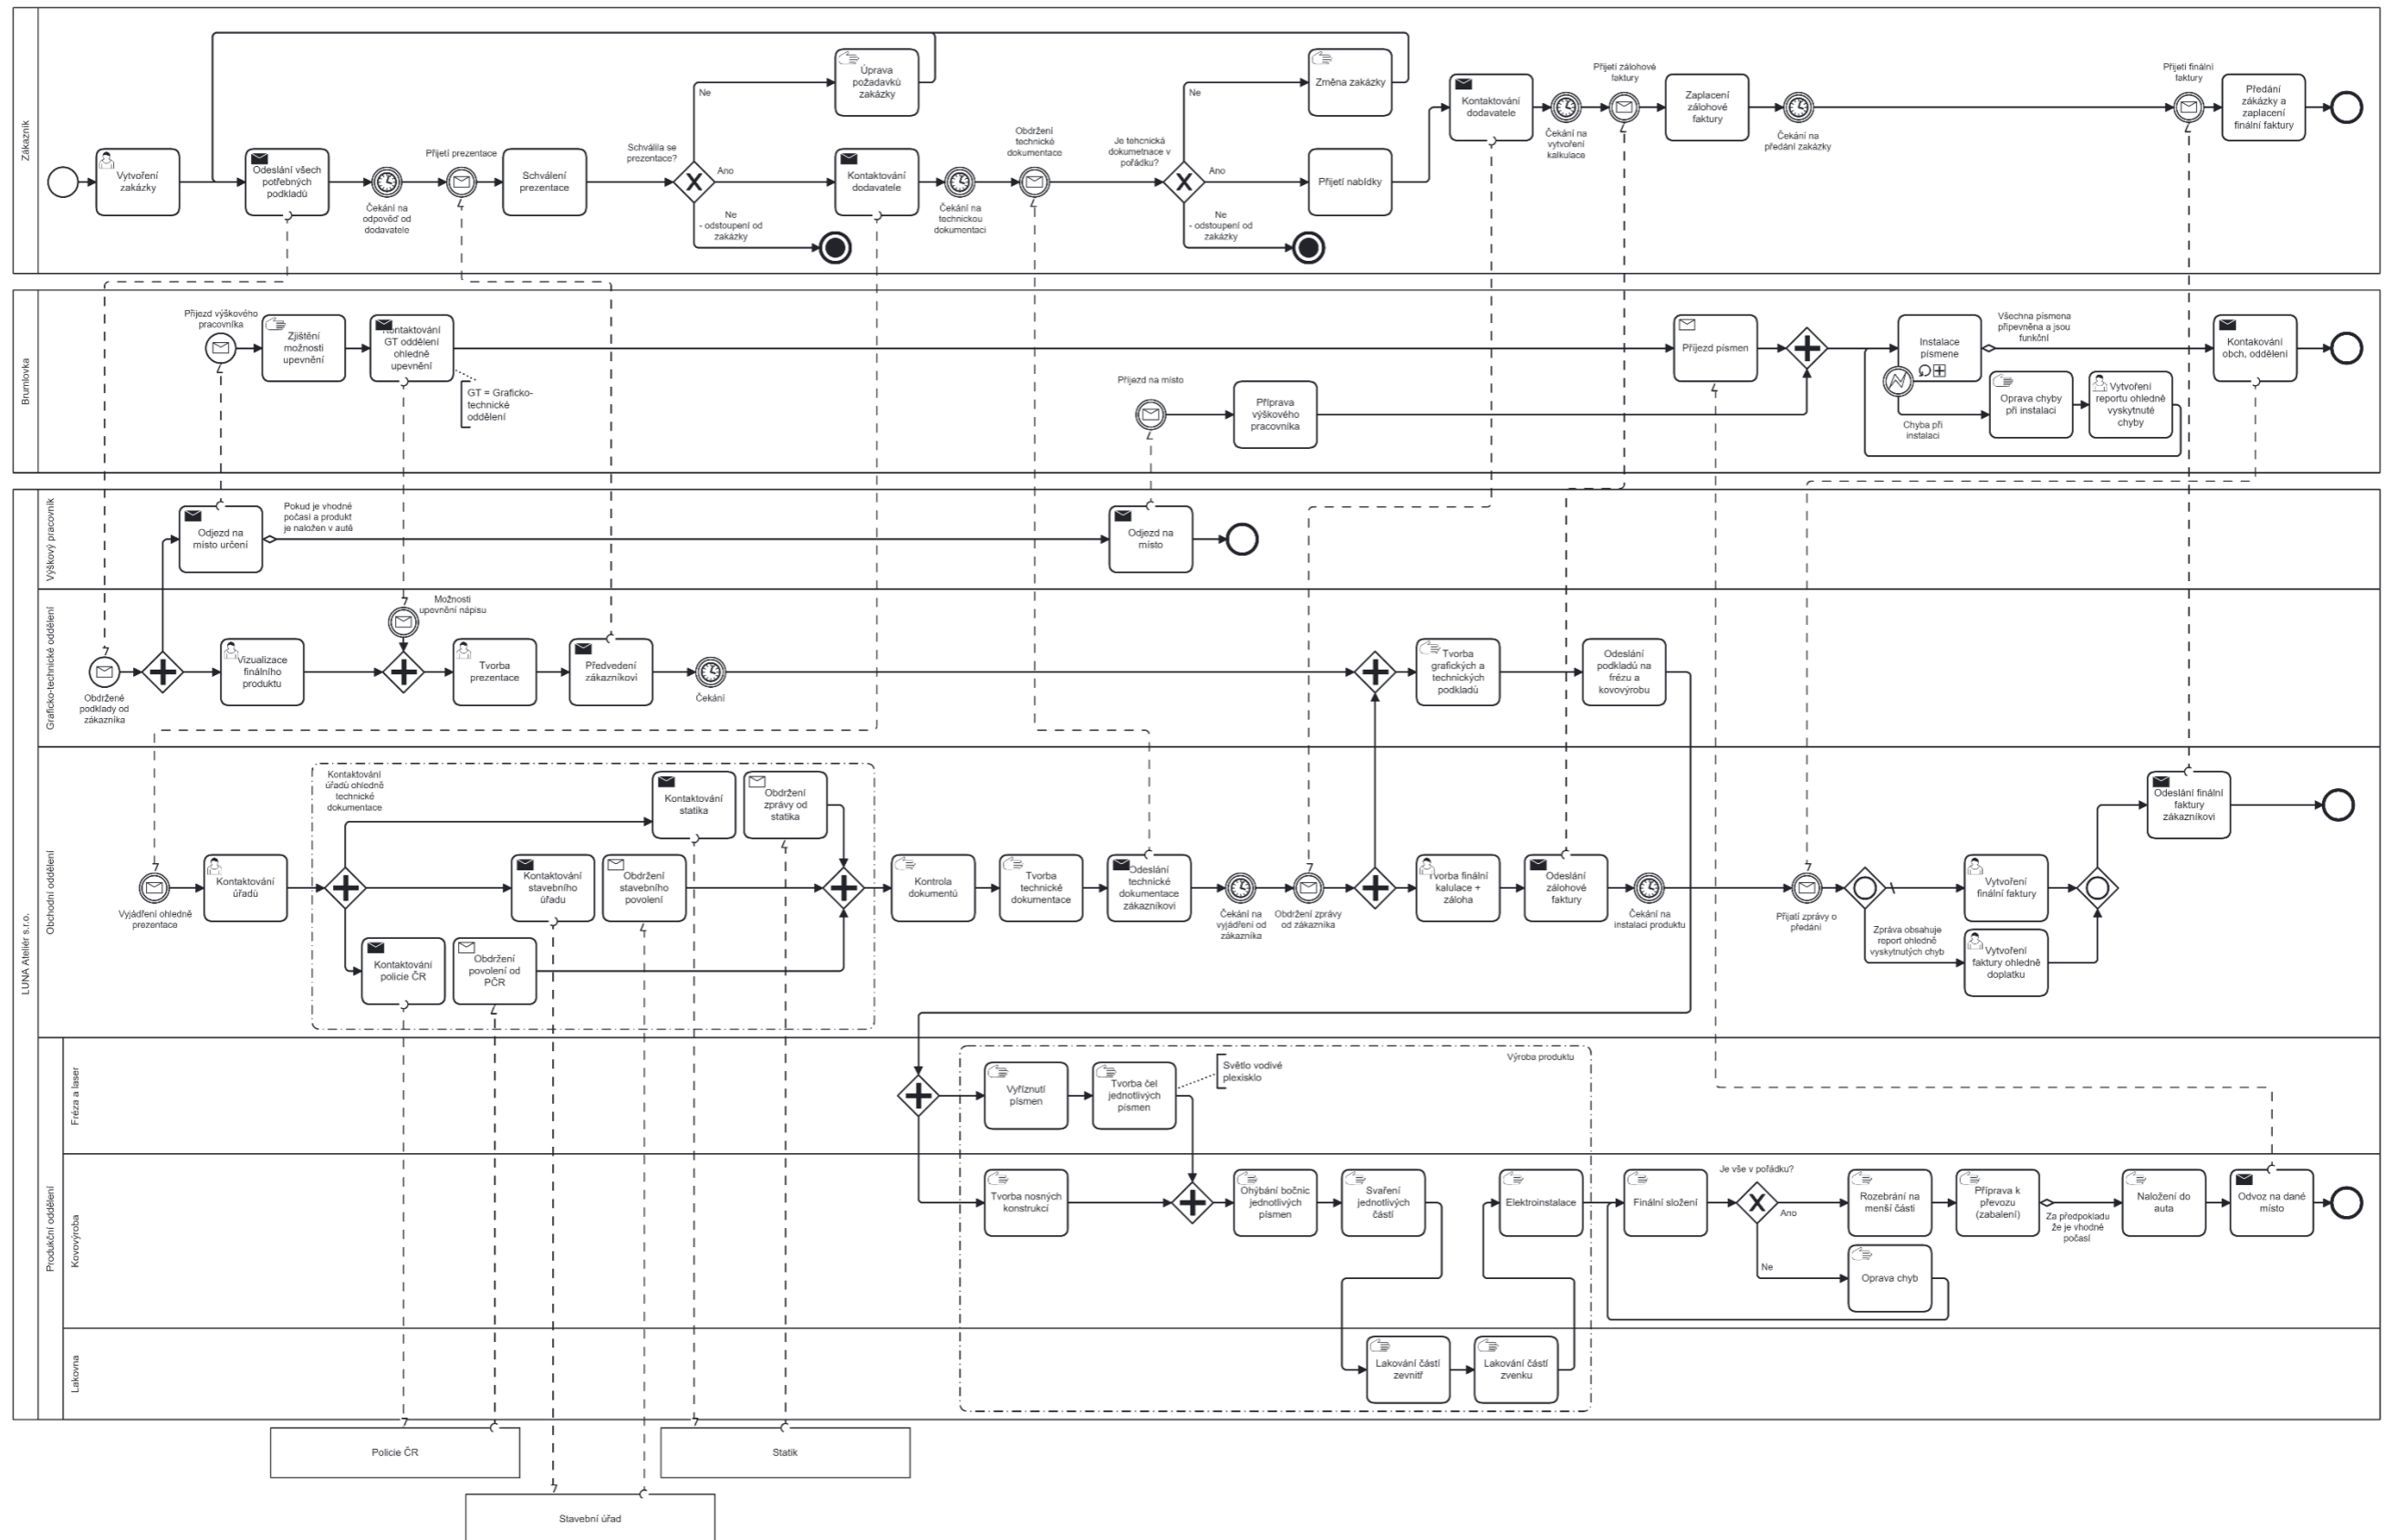 Zákazník
Vytvoření
zakázky
Odeslání všech
potřebných
podkladů
Čekání na
odpověď od
dodavatele
Přijetí prezentace
Schválení
prezentace
Schválila se
prezentace?
Ne
Úprava
požadavků
zakázky
Ano
Kontaktování
dodavatele
Ne
- odstoupení od
zakázky
Čekání na
technickou
dokumentaci
Obdržení
technické
dokumentace
Je tehcnická
dokumetnace v
pořádku?
Ne
Změna zakázky
Ano
Přijetí nabídky
Ne
- odstoupení od
zakázky
Kontaktování
dodavatele
Čekání na
vytvoření
kalkulace
Přijetí zálohové
faktury
Zaplacení
zálohové
faktury
Čekání na
předání zakázky
Přijetí finální
faktury
Předání
zákázky a
zaplacení
finální faktury
Brumlovka
Příjezd výškového
pracovníka
Zjištění
možností
upevnění
Kontaktování
GT oddělení
ohledně
upevnění
GT = Graficko-
technické
oddělení
Příjezd na místo
Příprava
výškového
pracovníka
Příjezd písmen
Instalace
písmene
Všechna písmena
připevněna a jsou
funkční
Chyba při
instalaci
Oprava chyby
při instalaci
Vytvoření
reportu ohledně
vyskytnuté
chyby
Kontakování
obch, oddělení
LUNA Ateliér s.r.o.
Výškový pracovník
Odjezd na
místo určení
Pokud je vhodné
počasí a produkt
je naložen v autě
Odjezd na
místo
Graficko-technické oddělení
Obdržené
podklady od
zákazníka
Vizualizace
finálního
produktu
Možnosti
upevnění nápisu
Tvorba
prezentace
Předvedení
zákazníkovi
Čekání
Tvorba
grafických a
technických
podkladů
Odeslání
podkladů na
frézu a
kovovýrobu
Obchodní oddělení
Vyjádření ohledně
prezentace
Kontaktování
úřadů
Kontaktování
úřadů ohledně
technické
dokumentace
Kontaktování
statika
Obdržení
zprávy od
statika
Kontaktování
stavebního
úřadu
Obdržení
stavebního
povolení
Kontaktování
policie ČR
Obdržení
povolení od
PČR
Kontrola
dokumentů
Tvorba
technické
dokumentace
Odeslání
technické
dokumentace
zákazníkovi
Čekání na
vyjádření od
zákazníka
Obdržení zprávy
od zákazníka
Tvorba finální
kalulace +
záloha
Odeslání
zálohové
faktury
Čekání na
instalaci produktu
Přijatí zprávy o
předání
Zpráva obsahuje
report ohledně
vyskytnutých chyb
Vytvoření
finální faktury
Vytvoření
faktury ohledně
doplatku
Odeslání finální
faktury
zákazníkovi
Produkční oddělení
Fréza a laser
Vyříznutí
písmen
Tvorba čel
jednotlivých
písmen
Světlo vodivé
plexisklo
Výroba produktu
Kovovýroba
Tvorba nosných
konstrukcí
Ohýbání bočnic
jednotlivých
písmen
Svaření
jednotlivých
částí
Elektroinstalace
Finální složení
Je vše v pořádku?
Ano
Ne
Rozebrání na
menší části
Oprava chyb
Příprava k
převozu
(zabalení)
Za předpokladu
že je vhodné
počasí
Naložení do
auta
Odvoz na dané
místo
Lakovna
Lakování částí
zevnitř
Lakování částí
zvenku
Policie ČR
Statik
Stavební úřad